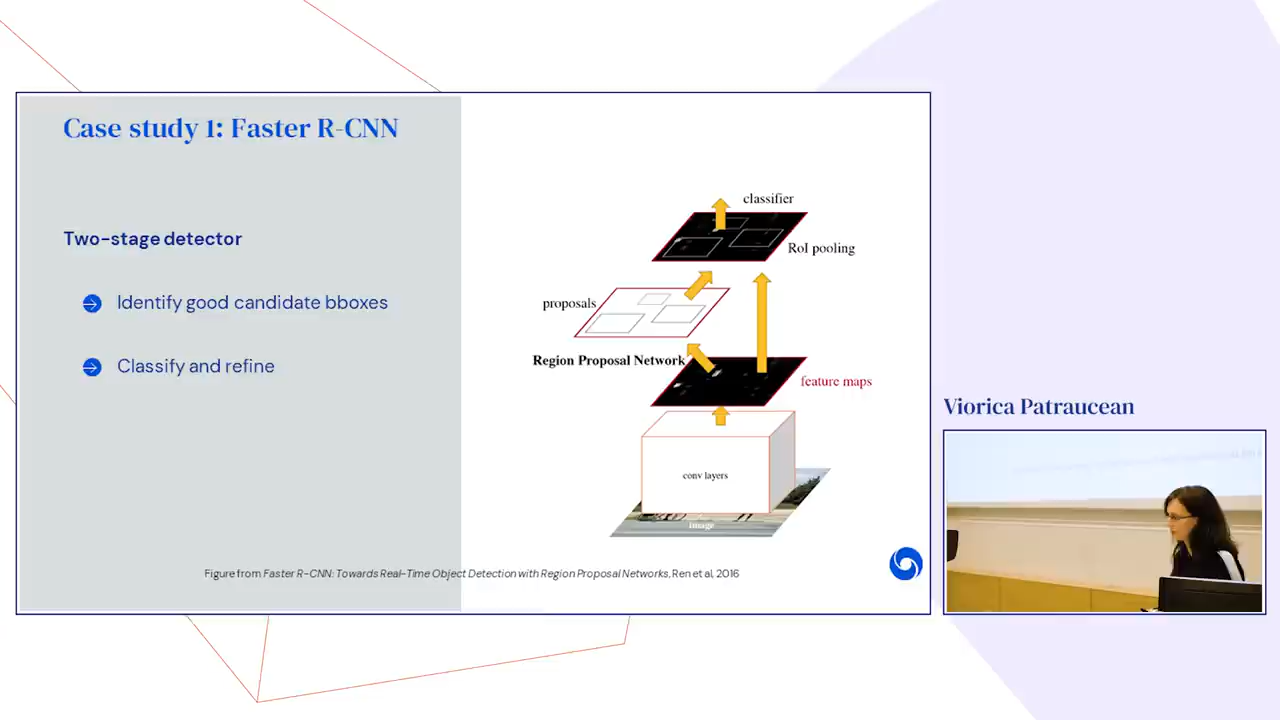 Case study 1: Faster R-CNN
Two-stage detector
Identify good candidate bboxes
Classify and refine
classifier
RoI pooling
proposals
Region Proposal Network
feature maps
conv layers
image
Figure from Faster R-CNN: Towards Real-Time Object Detection with Region Proposal Networks, Ren et al, 2016
Viorica Patraucean